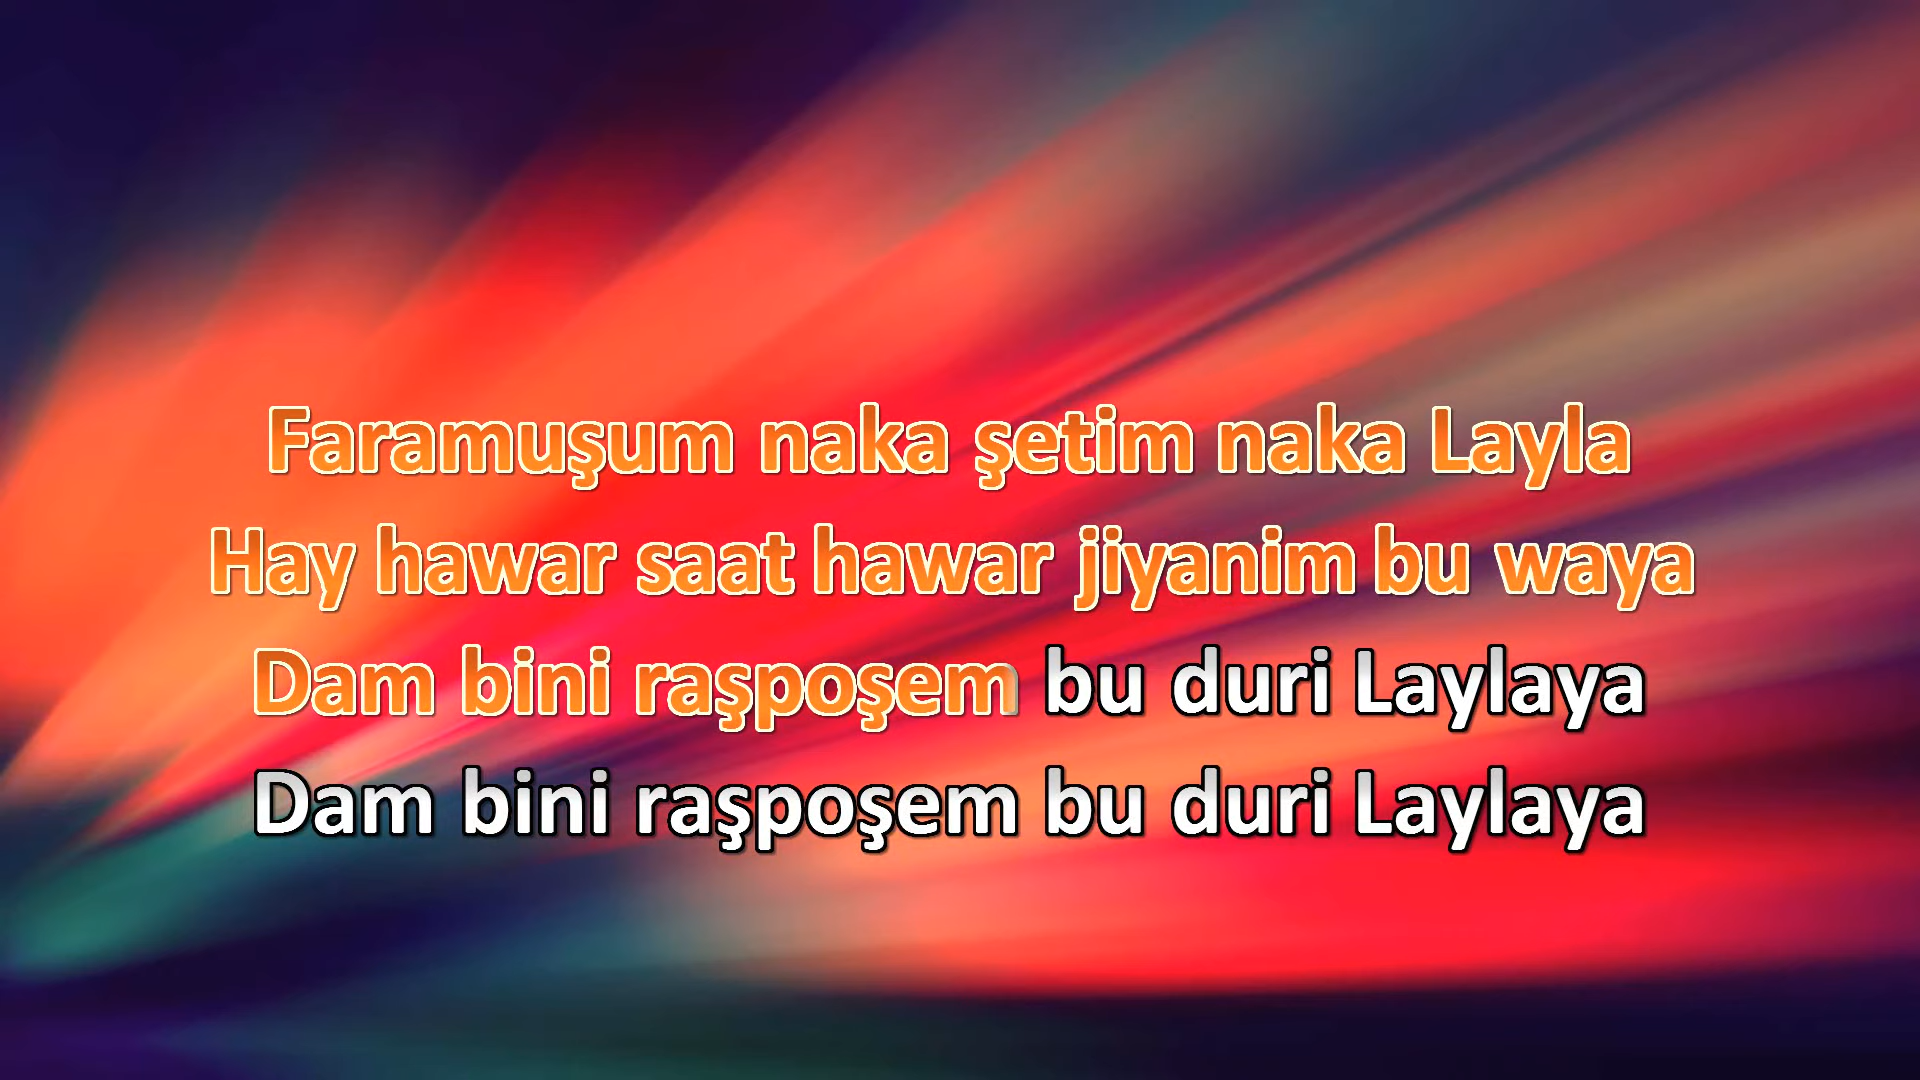 Faramuşum naka şetim naka Layla
Hay hawar saat hawar jiyanim bu waya
Dam bini raşpoşem bu duri Laylaya
Dam bini raşpoşem bu duri Laylaya